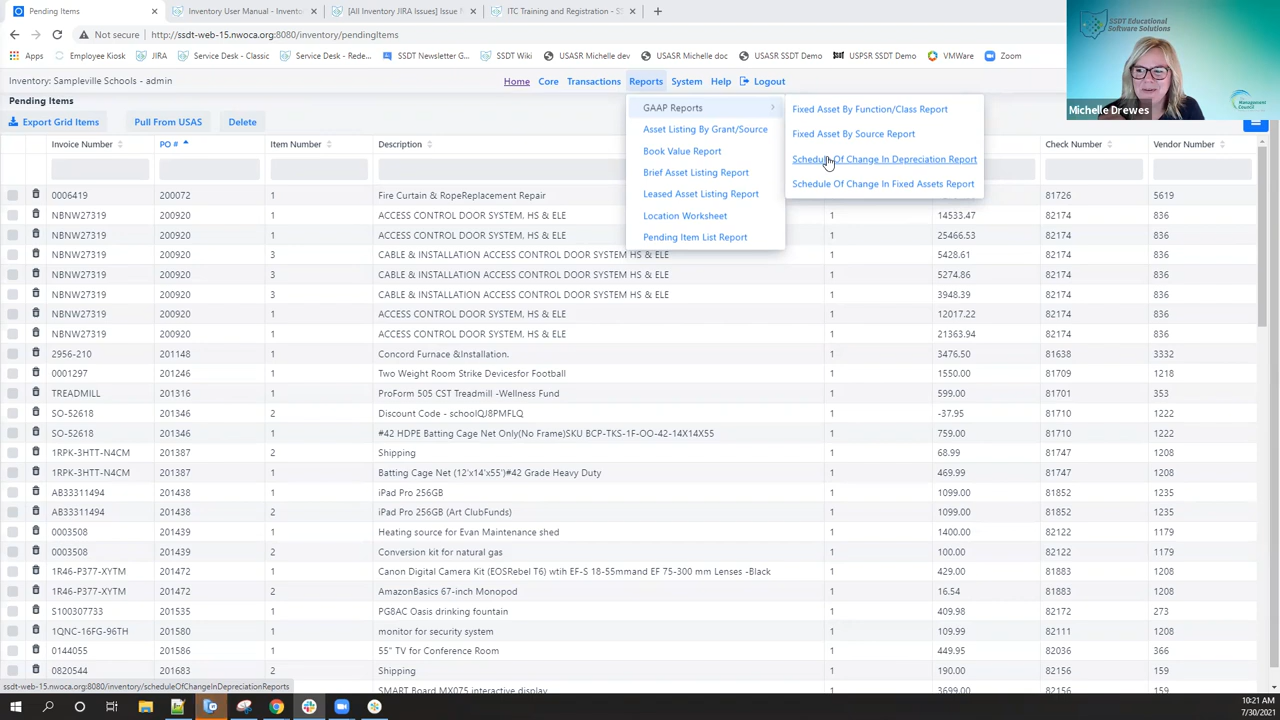 Pending Items
Inventory User Manual - Invento
[All Inventory JIRA Issues] Issue
ITC Training and Registration - S
Not secure | http://ssdt-web-15.nwoca.org:8080/inventory/pendingItems
Apps
Employee Kiosk
JIRA
Service Desk - Classic
Service Desk - Rede...
SSDT Newsletter G...
SSDT Wiki
USASR Michelle dev
USASR Michelle doc
USASR SSDT Demo
USPSR SSDT Demo
VMWare
Zoom
SSDT Educational
Software Solutions
Management
Council
Michelle Drewes
Inventory: Sampleville Schools - admin
Home Core Transactions Reports System Help Logout
Pending Items
Export Grid Items Pull From USAS Delete
GAAP Reports
Asset Listing By Grant/Source
Book Value Report
Brief Asset Listing Report
Leased Asset Listing Report
Location Worksheet
Pending Item List Report
Fixed Asset By Function/Class Report
Fixed Asset By Source Report
Schedule Of Change In Depreciation Report
Schedule Of Change In Fixed Assets Report
Invoice Number PO # Item Number Description Check Number Vendor Number
0006419 200072 1 Fire Curtain & RopeReplacement Repair 81726 5619
NBNW27319 200920 1 ACCESS CONTROL DOOR SYSTEM, HS & ELE 1 14533.47 82174 836
NBNW27319 200920 1 ACCESS CONTROL DOOR SYSTEM, HS & ELE 1 25466.53 82174 836
NBNW27319 200920 3 CABLE & INSTALLATION ACCESS CONTROL DOOR SYSTEM HS & ELE 1 5428.61 82174 836
NBNW27319 200920 3 CABLE & INSTALLATION ACCESS CONTROL DOOR SYSTEM HS & ELE 1 5274.86 82174 836
NBNW27319 200920 3 CABLE & INSTALLATION ACCESS CONTROL DOOR SYSTEM HS & ELE 1 3948.39 82174 836
NBNW27319 200920 1 ACCESS CONTROL DOOR SYSTEM, HS & ELE 1 12017.22 82174 836
NBNW27319 200920 1 ACCESS CONTROL DOOR SYSTEM, HS & ELE 1 21363.94 82174 836
2956-210 201148 1 Concord Furnace &Installation. 1 3476.50 81638 3332
0001297 201246 1 Two Weight Room Strike Devicesfor Football 1 1550.00 81709 1218
TREADMILL 201316 1 ProForm 505 CST Treadmill -Wellness Fund 1 599.00 81701 353
SO-52618 201346 2 Discount Code - schoolQJ8PMFLQ 1 -37.95 81710 1222
SO-52618 201346 1 #42 HDPE Batting Cage Net Only(No Frame)SKU BCP-TKS-1F-OO-42-14X14X55 1 759.00 81710 1222
1RPK-3HTT-N4CM 201387 2 Shipping 1 68.99 81747 1208
1RPK-3HTT-N4CM 201387 1 Batting Cage Net (12'x14'x55')#42 Grade Heavy Duty 1 469.99 81747 1208
AB33311494 201438 1 iPad Pro 256GB 1 1099.00 81852 1235
AB33311494 201438 2 iPad Pro 256GB (Art ClubFunds) 1 1099.00 81852 1235
0003508 201439 1 Heating source for Evan Maintenance shed 1 1400.00 82122 1179
0003508 201439 2 Conversion kit for natural gas 1 100.00 82122 1179
1R46-P377-XYTM 201471 1 Canon Digital Camera Kit (EOSRebel T6) wtih EF-S 18-55mmand EF 75-300 mm Lenses -Black 1 429.00 81883 1208
1R46-P377-XYTM 201471 2 AmazonBasics 67-inch Monopod 1 16.54 81883 1208
S100307733 201535 1 PG8AC Oasis drinking fountain 1 409.98 82172 273
1QNC-16FG-96TH 201580 1 monitor for security system 1 109.99 82111 1208
0144055 201586 1 55" TV for Conference Room 1 449.95 82036 366
0820544 201683 2 Shipping 1 190.00 82156 159
SMART Board MX075 interactive display 3699.00 82156 159
ssdt-web-15.nwoca.org:8080/inventory/scheduleOfChangeInDepreciationReports
10:21 AM
7/30/2021